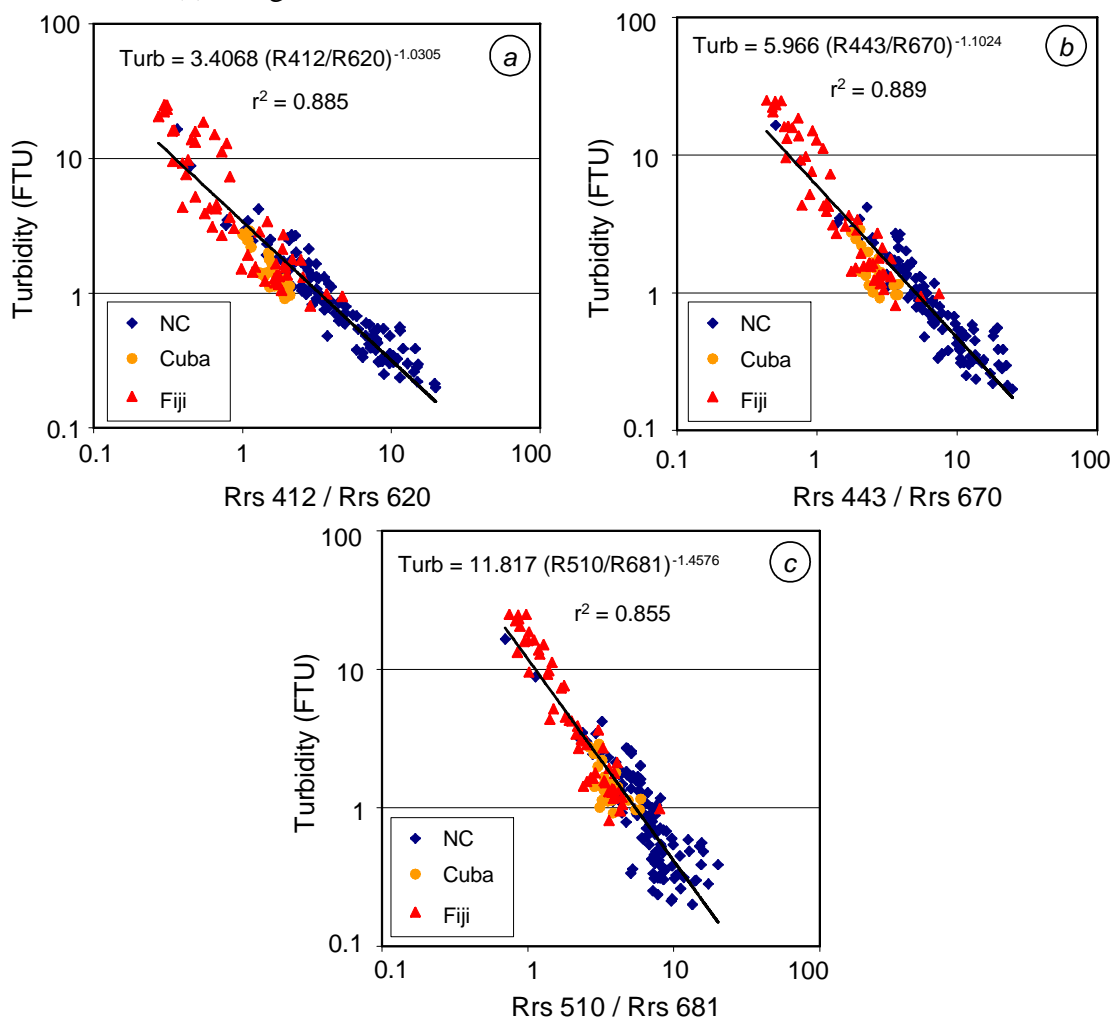 100
10
1
0.1
Turbidity (FTU)
Turb = 3.4068 (R412/R620)^-1.0305
a
r² = 0.885
NC
Cuba
Fiji
0.1 1 10 100
Rrs 412 / Rrs 620
100
10
1
0.1
Turbidity (FTU)
Turb = 5.966 (R443/R670)^-1.1024
b
r² = 0.889
NC
Cuba
Fiji
0.1 1 10 100
Rrs 443 / Rrs 670
100
10
1
0.1
Turbidity (FTU)
Turb = 11.817 (R510/R681)^-1.4576
c
r² = 0.855
NC
Cuba
Fiji
0.1 1 10 100
Rrs 510 / Rrs 681